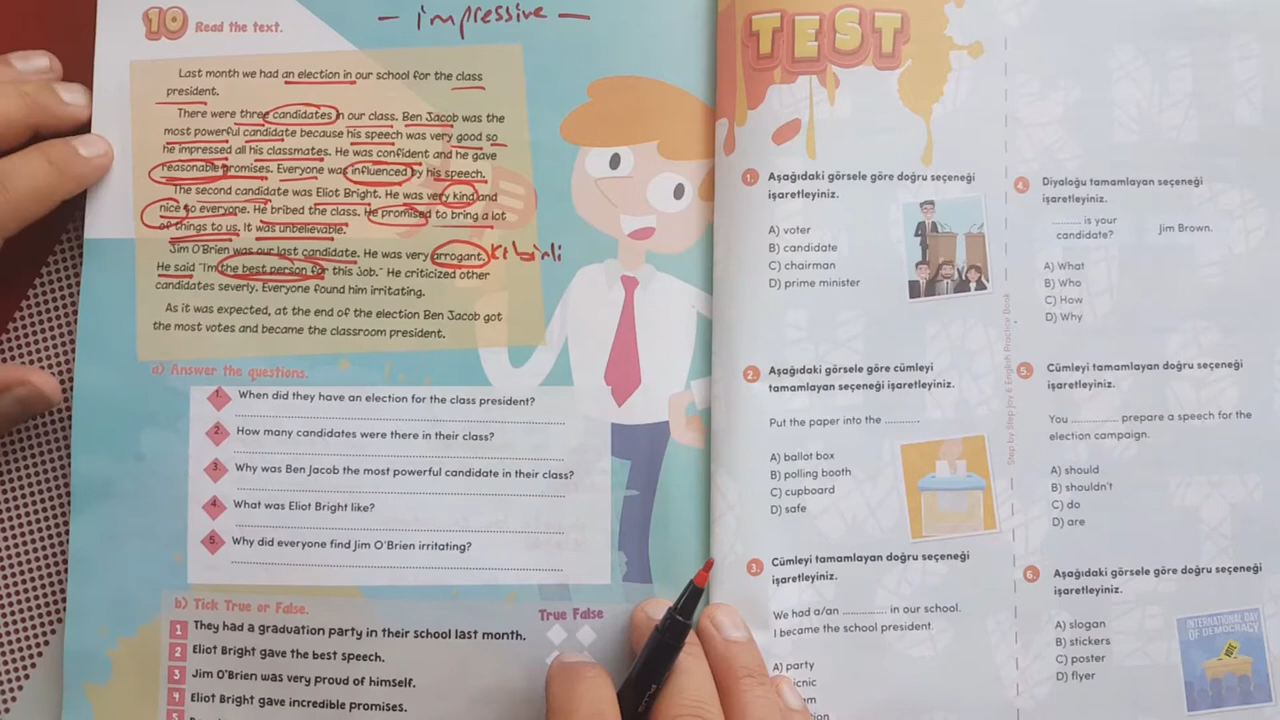 10 Read the text.
- impressive -
Last month we had an election in our school for the class
president.
There were three candidates in our class. Ben Jacob was the
most powerful candidate because his speech was very good so
he impressed all his classmates. He was confident and he gave
reasonable promises. Everyone was influenced by his speech.
The second candidate was Eliot Bright. He was very kind and
nice to everyone. He bribed the class. He promised to bring a lot
of things to us. It was unbelievable.
Jim O'Brien was our last candidate. He was very arrogant. Kibirli
He said "I'm the best person for this job." He criticized other
candidates severly. Everyone found him irritating.
As it was expected, at the end of the election Ben Jacob got
the most votes and became the classroom president.
a) Answer the questions.
1. When did they have an election for the class president?
2. How many candidates were there in their class?
3. Why was Ben Jacob the most powerful candidate in their class?
4. What was Eliot Bright like?
5. Why did everyone find Jim O'Brien irritating?
b) Tick True or False.
True False
1 They had a graduation party in their school last month.
2 Eliot Bright gave the best speech.
3 Jim O'Brien was very proud of himself.
4 Eliot Bright gave incredible promises.
5
TEST
1. Aşağıdaki görsele göre doğru seçeneği
işaretleyiniz.
A) voter
B) candidate
C) chairman
D) prime minister
2. Aşağıdaki görsele göre cümleyi
tamamlayan seçeneği işaretleyiniz.
Put the paper into the ............
A) ballot box
B) polling booth
C) cupboard
D) safe
3. Cümleyi tamamlayan doğru seçeneği
işaretleyiniz.
We had a/an ................ in our school.
I became the school president.
A) party
Step by Step Joy 6 English Practice Book
4. Diyaloğu tamamlayan seçeneği
işaretleyiniz.
.......... is your
candidate?
Jim Brown.
A) What
B) Who
C) How
D) Why
5. Cümleyi tamamlayan doğru seçeneği
işaretleyiniz.
You ................ prepare a speech for the
election campaign.
A) should
B) shouldn't
C) do
D) are
6. Aşağıdaki görsele göre doğru seçeneği
işaretleyiniz.
A) slogan
B) stickers
C) poster
D) flyer
INTERNATIONAL DAY
OF DEMOCRACY
VOTE